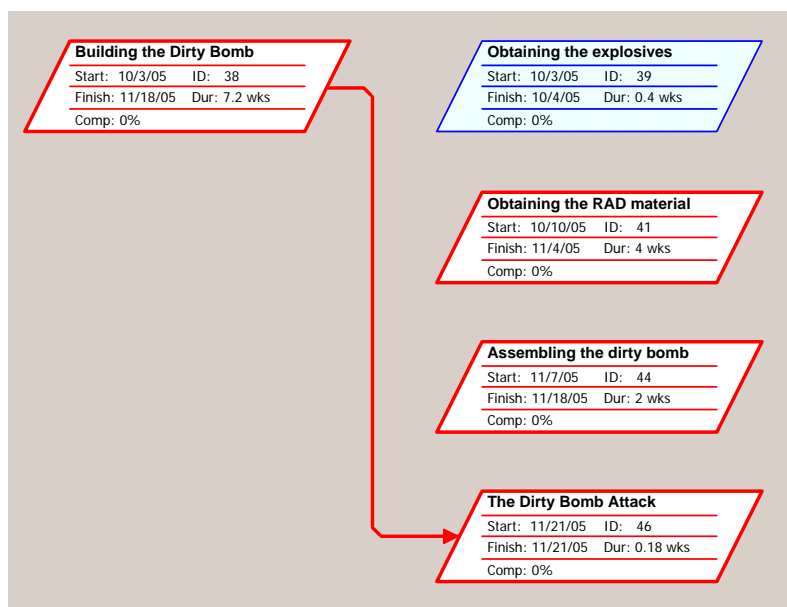 Building the Dirty Bomb
Start: 10/3/05 ID: 38
Finish: 11/18/05 Dur: 7.2 wks
Comp: 0%
Obtaining the explosives
Start: 10/3/05 ID: 39
Finish: 10/4/05 Dur: 0.4 wks
Comp: 0%
Obtaining the RAD material
Start: 10/10/05 ID: 41
Finish: 11/4/05 Dur: 4 wks
Comp: 0%
Assembling the dirty bomb
Start: 11/7/05 ID: 44
Finish: 11/18/05 Dur: 2 wks
Comp: 0%
The Dirty Bomb Attack
Start: 11/21/05 ID: 46
Finish: 11/21/05 Dur: 0.18 wks
Comp: 0%